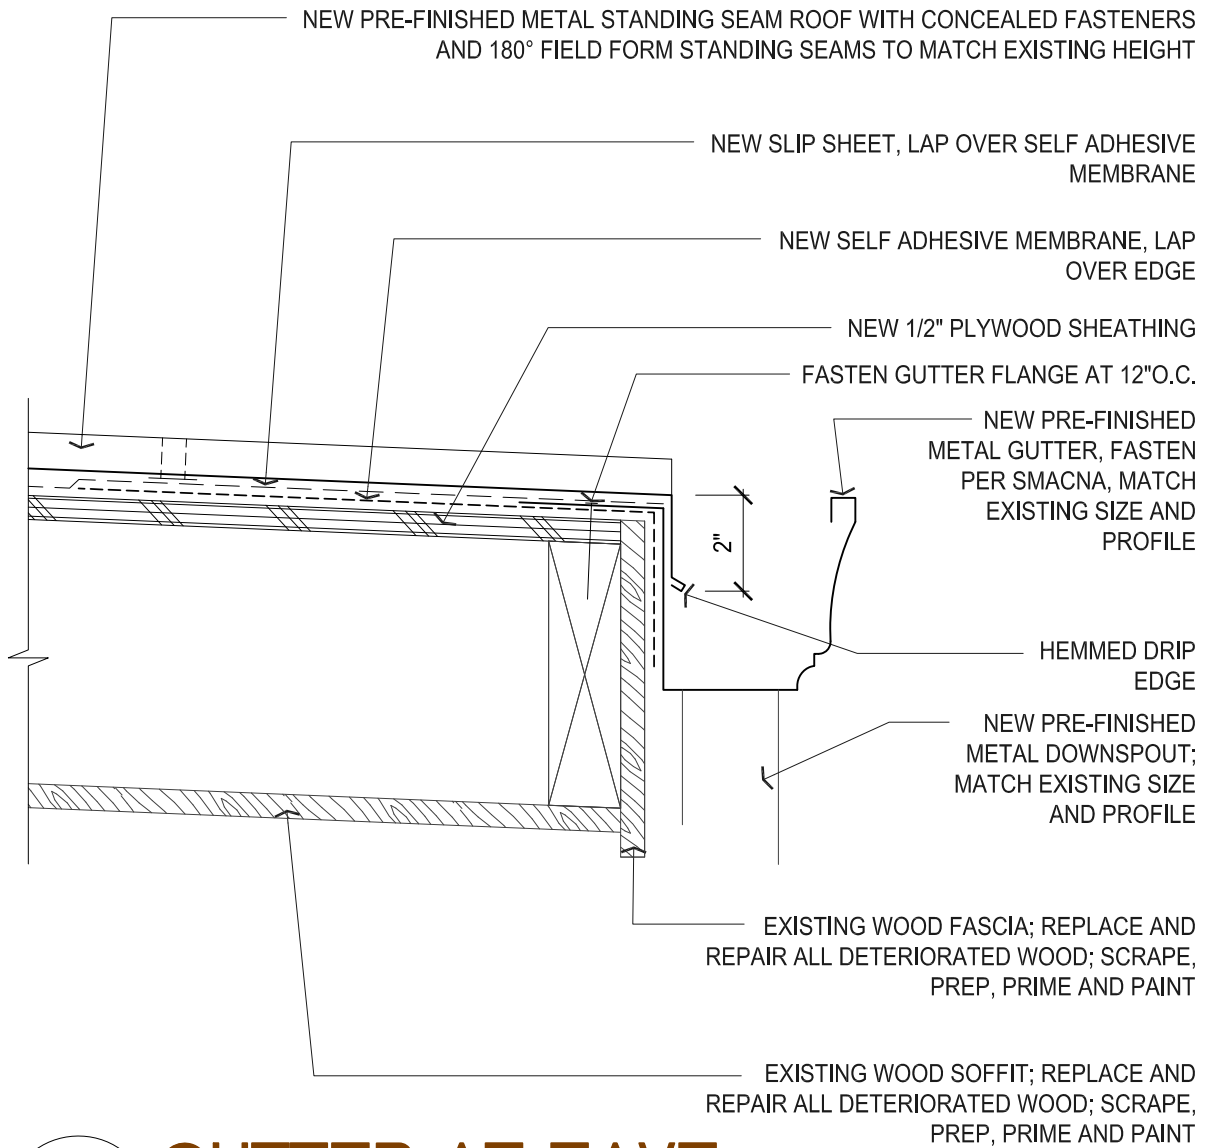 NEW PRE-FINISHED METAL STANDING SEAM ROOF WITH CONCEALED FASTENERS
AND 180° FIELD FORM STANDING SEAMS TO MATCH EXISTING HEIGHT
NEW SLIP SHEET, LAP OVER SELF ADHESIVE
MEMBRANE
NEW SELF ADHESIVE MEMBRANE, LAP
OVER EDGE
NEW 1/2" PLYWOOD SHEATHING
FASTEN GUTTER FLANGE AT 12"O.C.
NEW PRE-FINISHED
METAL GUTTER, FASTEN
PER SMACNA, MATCH
EXISTING SIZE AND
PROFILE
2"
HEMMED DRIP
EDGE
NEW PRE-FINISHED
METAL DOWNSPOUT;
MATCH EXISTING SIZE
AND PROFILE
EXISTING WOOD FASCIA; REPLACE AND
REPAIR ALL DETERIORATED WOOD; SCRAPE,
PREP, PRIME AND PAINT
EXISTING WOOD SOFFIT; REPLACE AND
REPAIR ALL DETERIORATED WOOD; SCRAPE,
PREP, PRIME AND PAINT
GUTTER AT EAVE